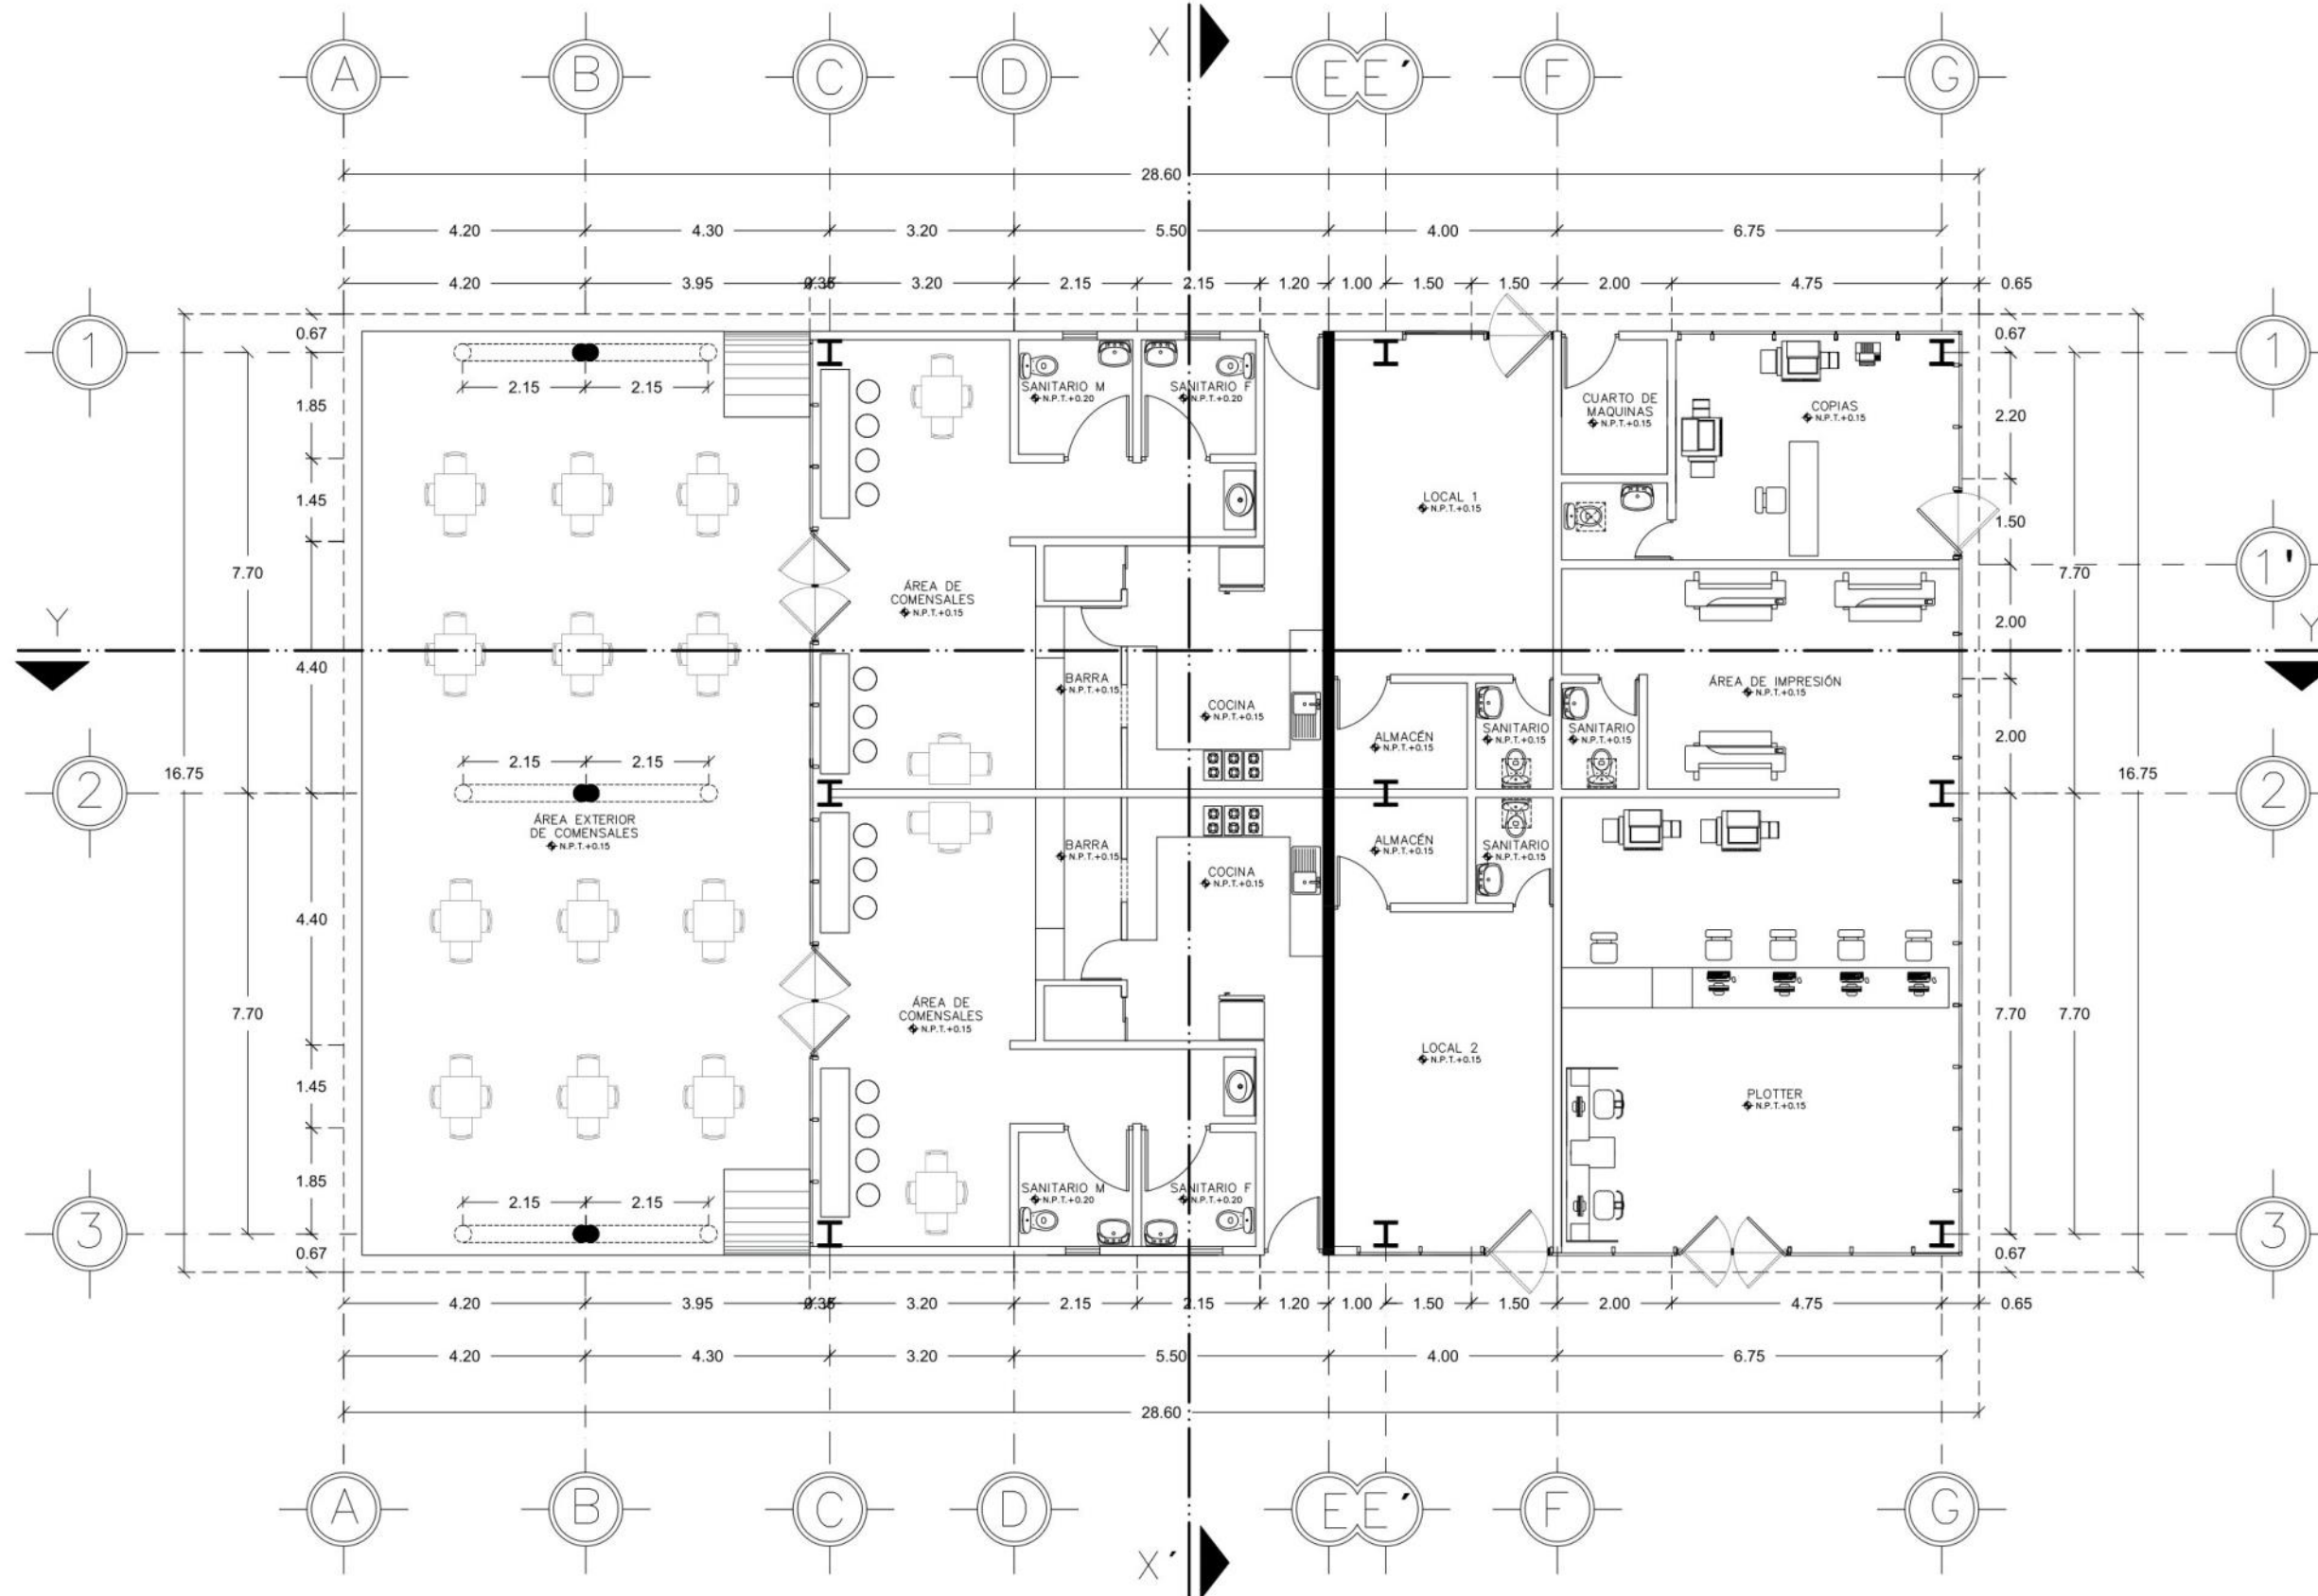 X
A B C D E E´ F G
28.60
4.20 4.30 3.20 5.50 4.00 6.75
4.20 3.95 0.35 3.20 2.15 2.15 1.20 1.00 1.50 1.50 2.00 4.75 0.65
0.67 0.67
1 1
2.15 2.15
SANITARIO M
N.P.T.+0.20
SANITARIO F
N.P.T.+0.20
CUARTO DE
MAQUINAS
N.P.T.+0.15
COPIAS
N.P.T.+0.15
1.85 2.20
1.45
LOCAL 1
N.P.T.+0.15
1.50
7.70 7.70
1'
ÁREA DE
COMENSALES
N.P.T.+0.15
Y Y
2.00
4.40
BARRA
N.P.T.+0.15
ÁREA DE IMPRESIÓN
N.P.T.+0.15
COCINA
N.P.T.+0.15
ALMACÉN
N.P.T.+0.15
SANITARIO
N.P.T.+0.15
SANITARIO
N.P.T.+0.15
2.00
2.15 2.15
16.75 16.75
2 2
ÁREA EXTERIOR
DE COMENSALES
N.P.T.+0.15
BARRA
N.P.T.+0.15
ALMACÉN
N.P.T.+0.15
SANITARIO
N.P.T.+0.15
COCINA
N.P.T.+0.15
4.40
7.70 7.70 7.70
ÁREA DE
COMENSALES
N.P.T.+0.15
LOCAL 2
N.P.T.+0.15
1.45
PLOTTER
N.P.T.+0.15
1.85
SANITARIO M
N.P.T.+0.20
SANITARIO F
N.P.T.+0.20
2.15 2.15
3 3
0.67 0.67
4.20 3.95 0.35 3.20 2.15 2.15 1.20 1.00 1.50 1.50 2.00 4.75 0.65
4.20 4.30 3.20 5.50 4.00 6.75
28.60
A B C D E E´ F G
X´